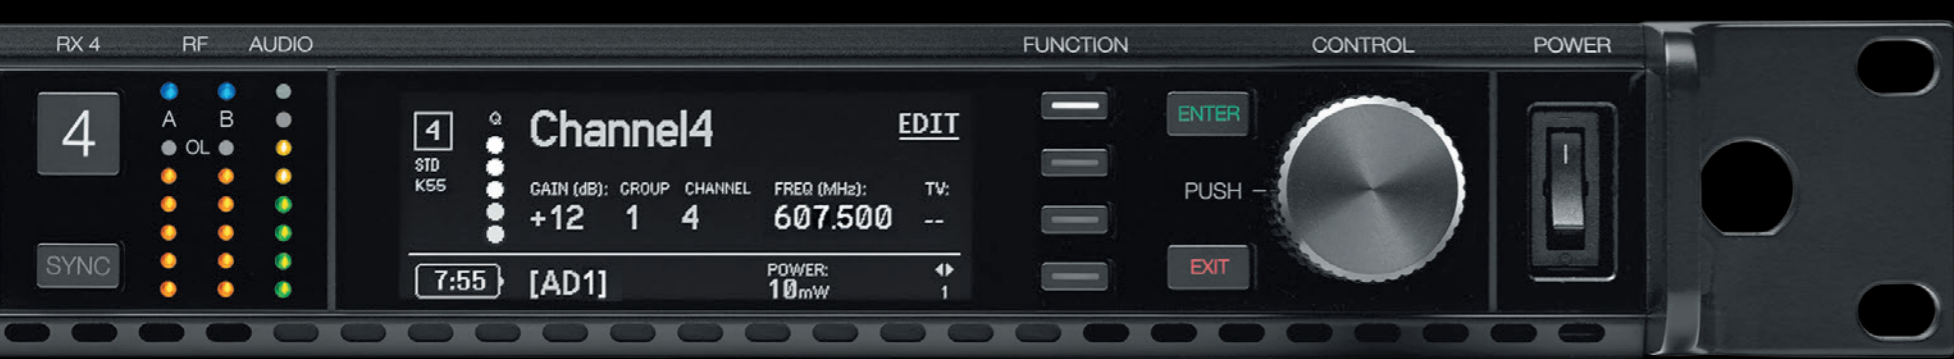 RX 4 RF AUDIO FUNCTION CONTROL POWER
4
A B
OL
SYNC
4
STD
K55
Q
Channel4
EDIT
GAIN (dB): GROUP CHANNEL FREQ (MHz): TV:
+12 1 4 607.500 --
7:55 [AD1]
POWER:
10mW
1
ENTER
PUSH
EXIT